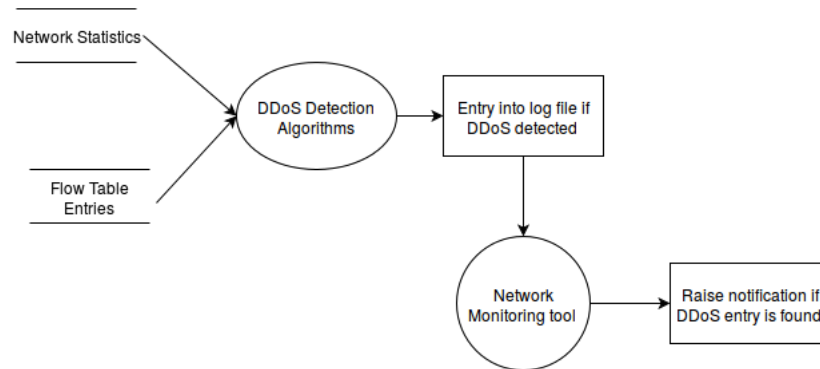 Network Statistics
DDoS Detection
Algorithms
Entry into log file if
DDoS detected
Flow Table
Entries
Network
Monitoring tool
Raise notification if
DDoS entry is found